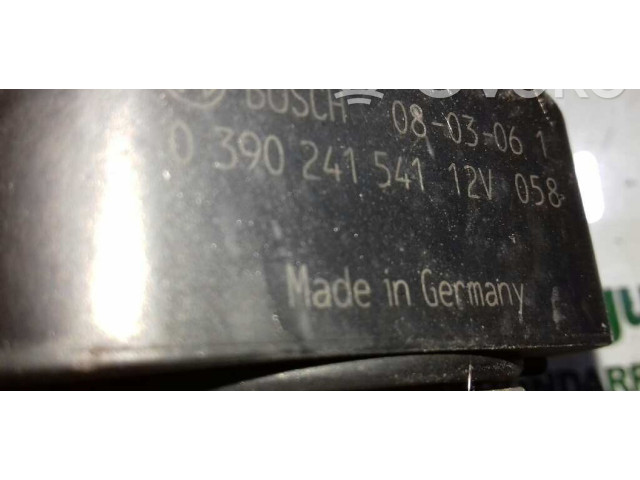 BOSCH 08-03-06 1
0 390 241 541 12V 058
Made in Germany